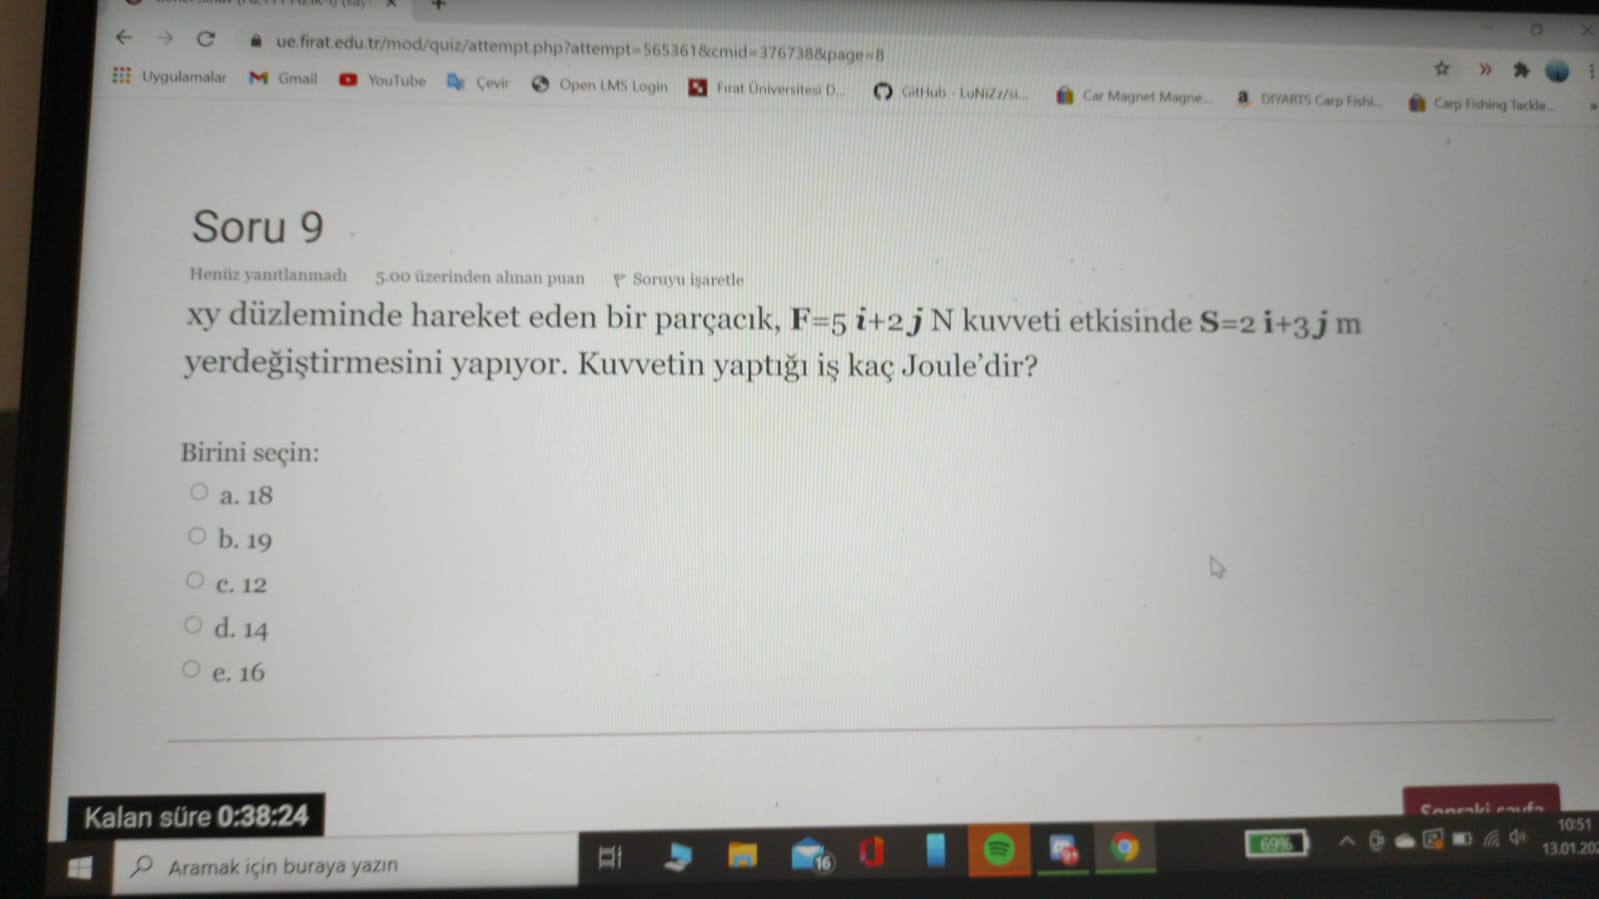 ue.firat.edu.tr/mod/quiz/attempt.php?attempt=565361&cmid=376738&page=8
Uygulamalar Gmail YouTube Çevir Open LMS Login Fırat Üniversitesi D... GitHub - LuNiZz/si... Car Magnet Magne... DIYARTS Carp Fishi... Carp Fishing Tackle... »
Soru 9
Henüz yanıtlanmadı 5.00 üzerinden alınan puan Soruyu işaretle
xy düzleminde hareket eden bir parçacık, F=5 i+2 j N kuvveti etkisinde S=2 i+3 j m
yerdeğiştirmesini yapıyor. Kuvvetin yaptığı iş kaç Joule’dir?
Birini seçin:
a. 18
b. 19
c. 12
d. 14
e. 16
Sonraki sayfa
Kalan süre 0:38:24
Aramak için buraya yazın
16
9+
69%
10:51
13.01.202